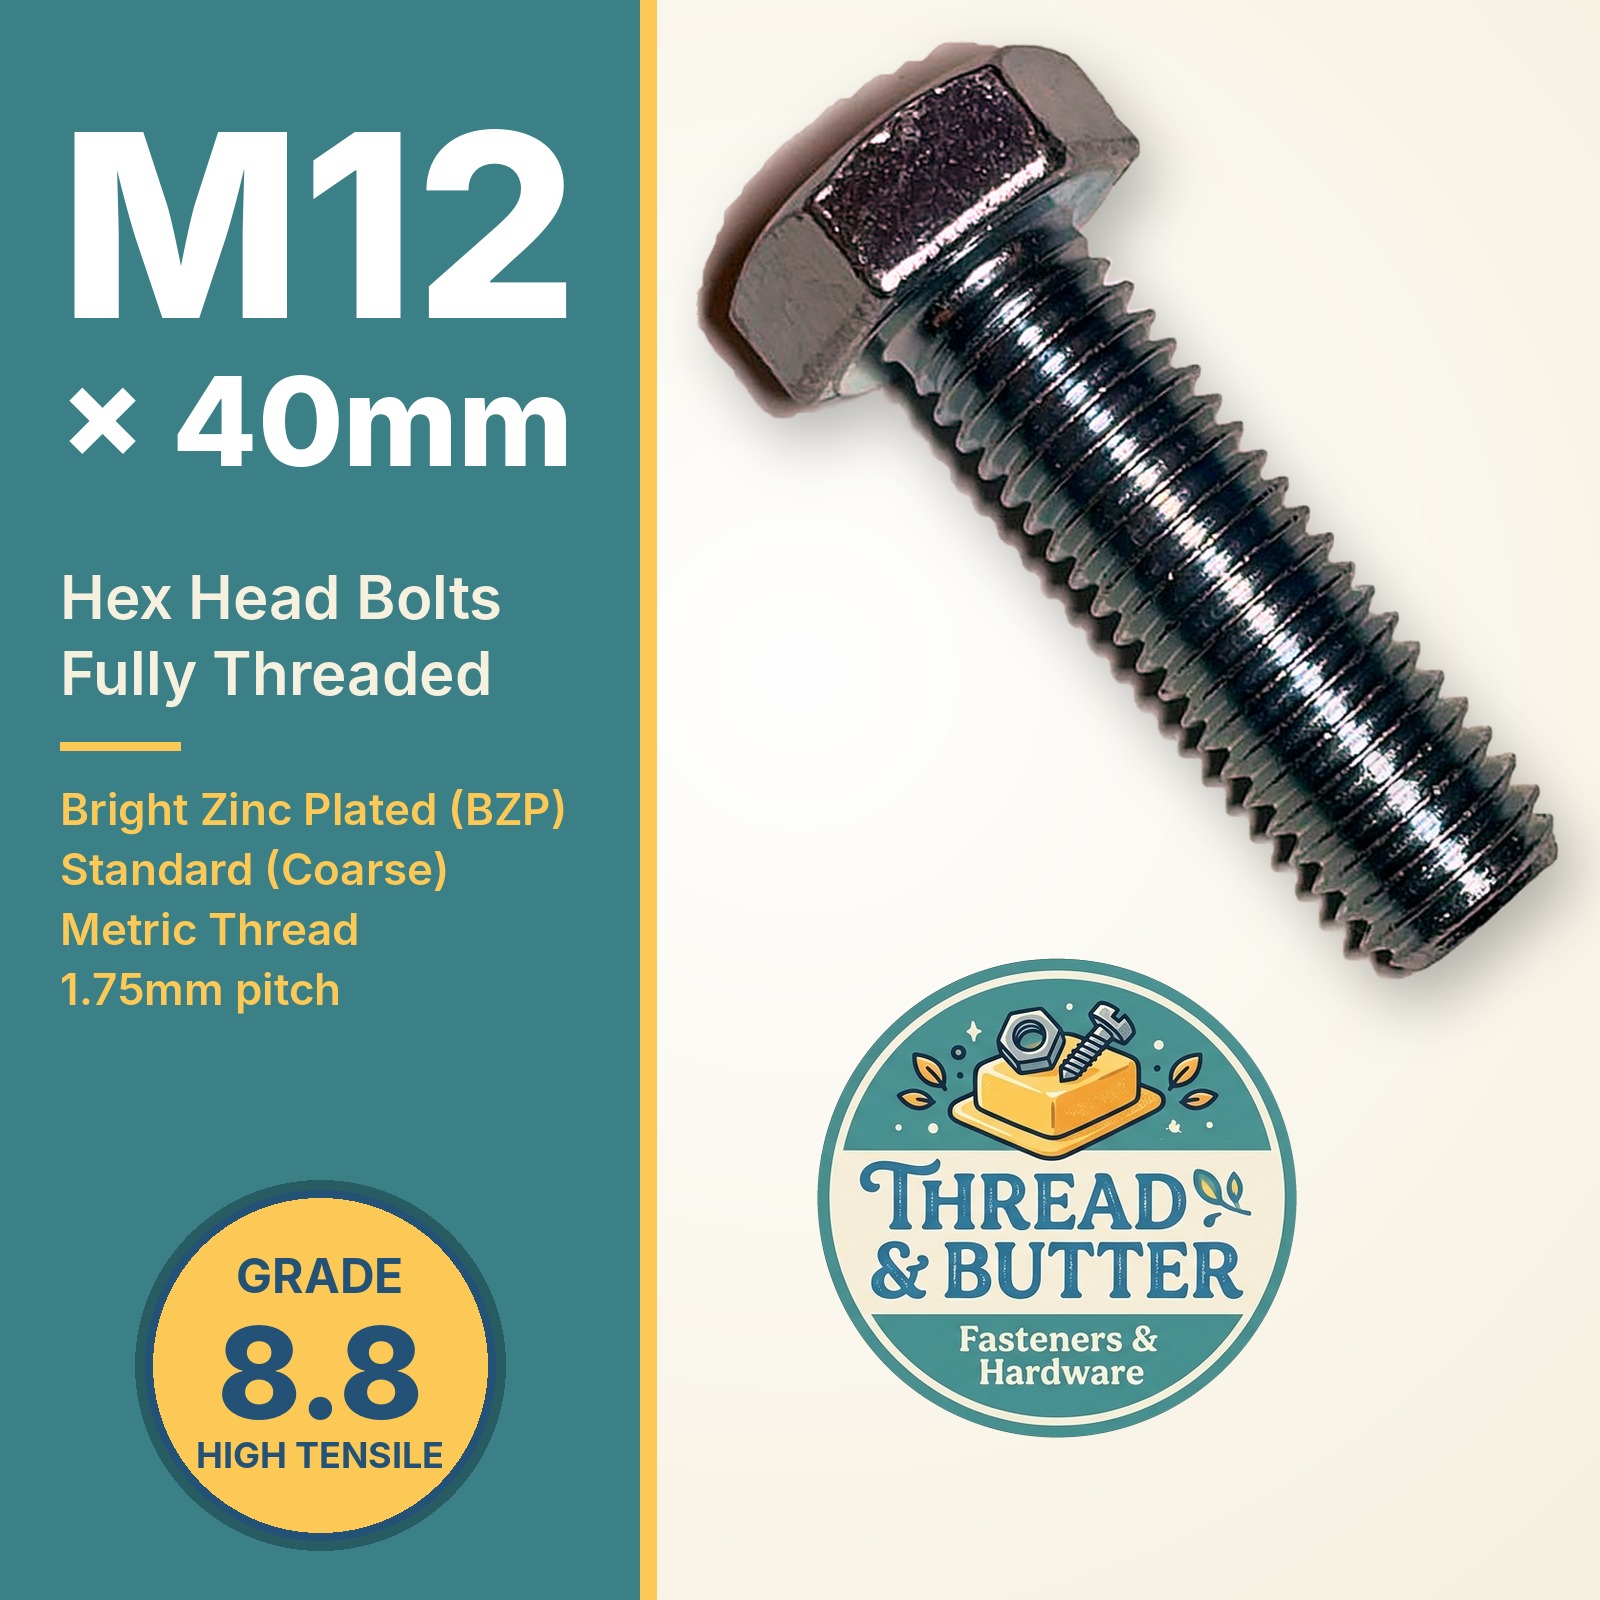 M12
× 40mm
Hex Head Bolts
Fully Threaded
Bright Zinc Plated (BZP)
Standard (Coarse)
Metric Thread
1.75mm pitch
GRADE
8.8
HIGH TENSILE
THREAD
& BUTTER
Fasteners &
Hardware